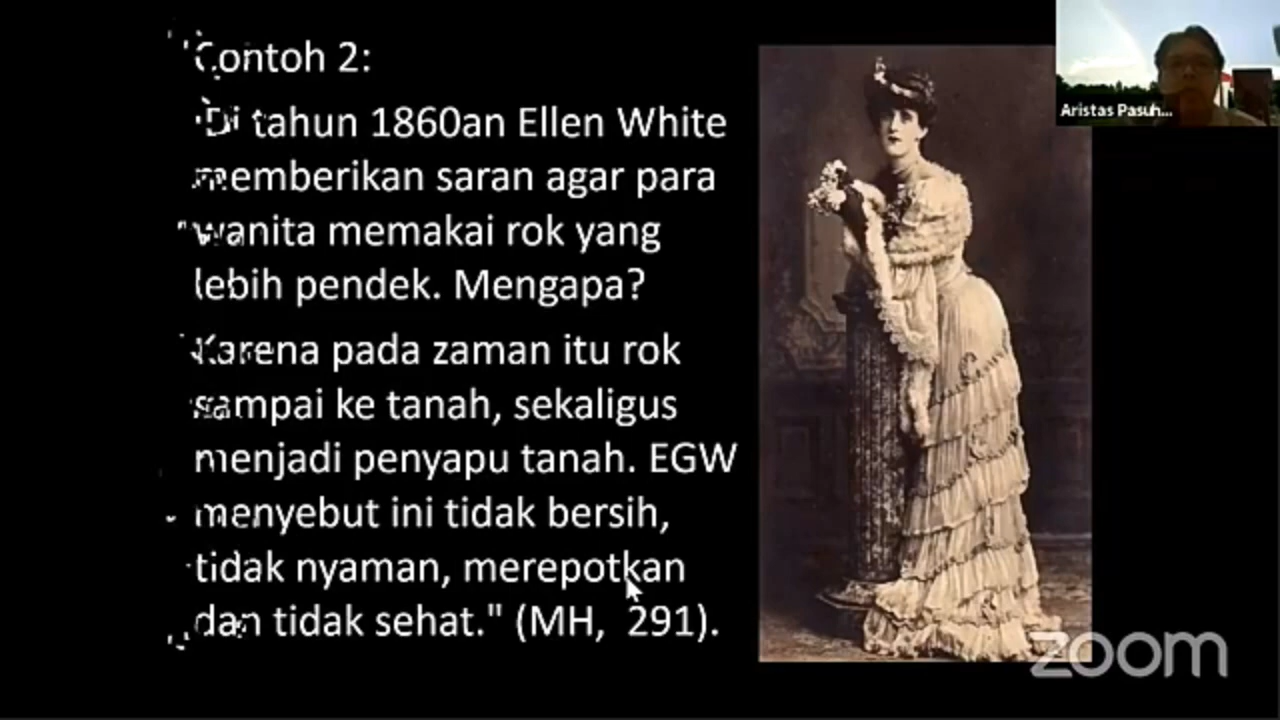 Contoh 2:
"Di tahun 1860an Ellen White
memberikan saran agar para
wanita memakai rok yang
lebih pendek. Mengapa?
Karena pada zaman itu rok
sampai ke tanah, sekaligus
menjadi penyapu tanah. EGW
menyebut ini tidak bersih,
tidak nyaman, merepotkan
dan tidak sehat." (MH, 291).
Aristas Pasuh...
zoom